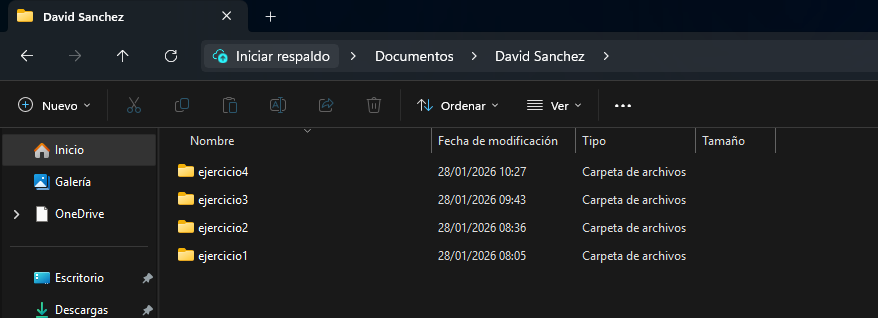 David Sanchez
Iniciar respaldo > Documentos > David Sanchez >
Nuevo Ordenar Ver
Nombre Fecha de modificación Tipo Tamaño
Inicio
Galería
OneDrive
Escritorio
Descargas
ejercicio4 28/01/2026 10:27 Carpeta de archivos
ejercicio3 28/01/2026 09:43 Carpeta de archivos
ejercicio2 28/01/2026 08:36 Carpeta de archivos
ejercicio1 28/01/2026 08:05 Carpeta de archivos